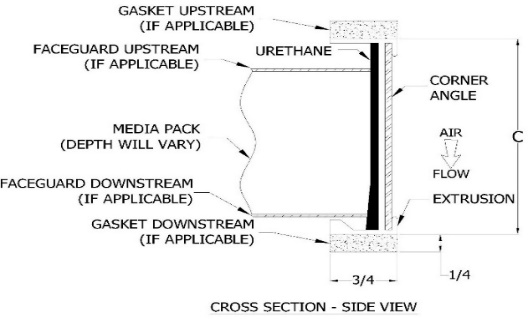 GASKET UPSTREAM
(IF APPLICABLE)
FACEGUARD UPSTREAM
(IF APPLICABLE)
URETHANE
CORNER
ANGLE
MEDIA PACK
(DEPTH WILL VARY)
AIR
FLOW
C
FACEGUARD DOWNSTREAM
(IF APPLICABLE)
EXTRUSION
GASKET DOWNSTREAM
(IF APPLICABLE)
3/4
1/4
CROSS SECTION - SIDE VIEW